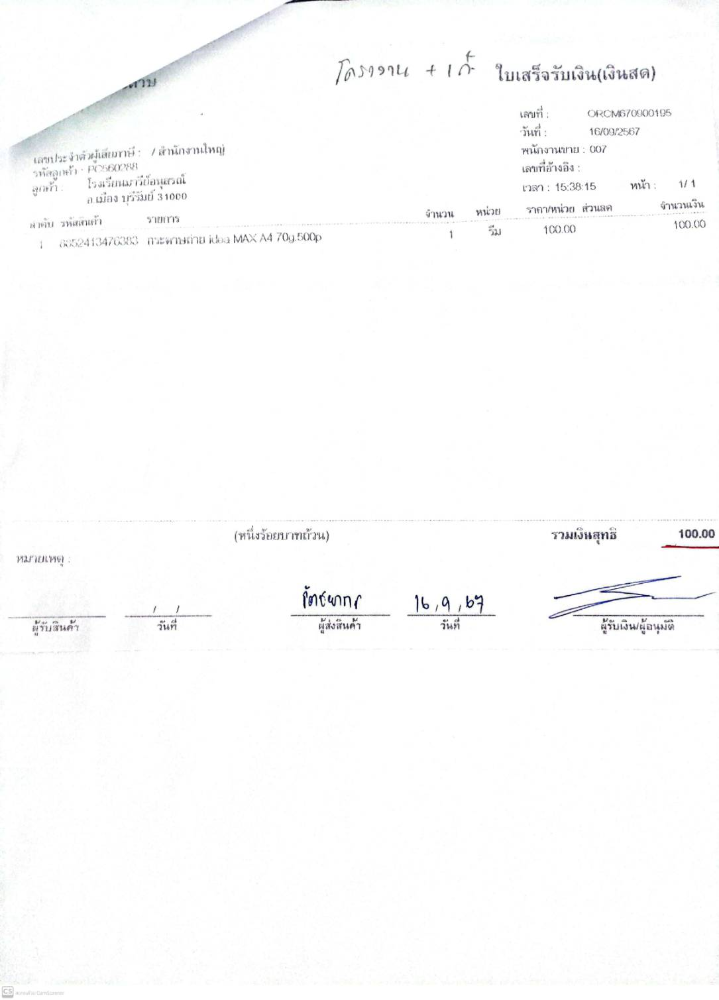 โครงงาน + 1 ก๊ะ ใบเสร็จรับเงิน(เงินสด)
เลขที่ : ORCM670900195
วันที่ : 16/09/2567
เลขประจำตัวผู้เสียภาษี : / สำนักงานใหญ่
พนักงานขาย : 007
รหัสลูกค้า : PC560288
เลขที่อ้างอิง :
ลูกค้า : โรงเรียนมารีย์อนุสรณ์
เวลา : 15:38:15 หน้า : 1/ 1
อ.เมือง บุรีรัมย์ 31000
ลำดับ รหัสสินค้า รายการ จำนวน หน่วย ราคา/หน่วย ส่วนลด จำนวนเงิน
1 กระดาษถ่าย idea MAX A4 70g.500p 1 รีม 100.00 100.00
(หนึ่งร้อยบาทถ้วน) รวมเงินสุทธิ 100.00
หมายเหตุ :
/ / 16 , 9 , 67
ผู้รับสินค้า วันที่ ผู้ส่งสินค้า วันที่ ผู้รับเงิน/ผู้อนุมัติ
CS สแกนด้วย CamScanner